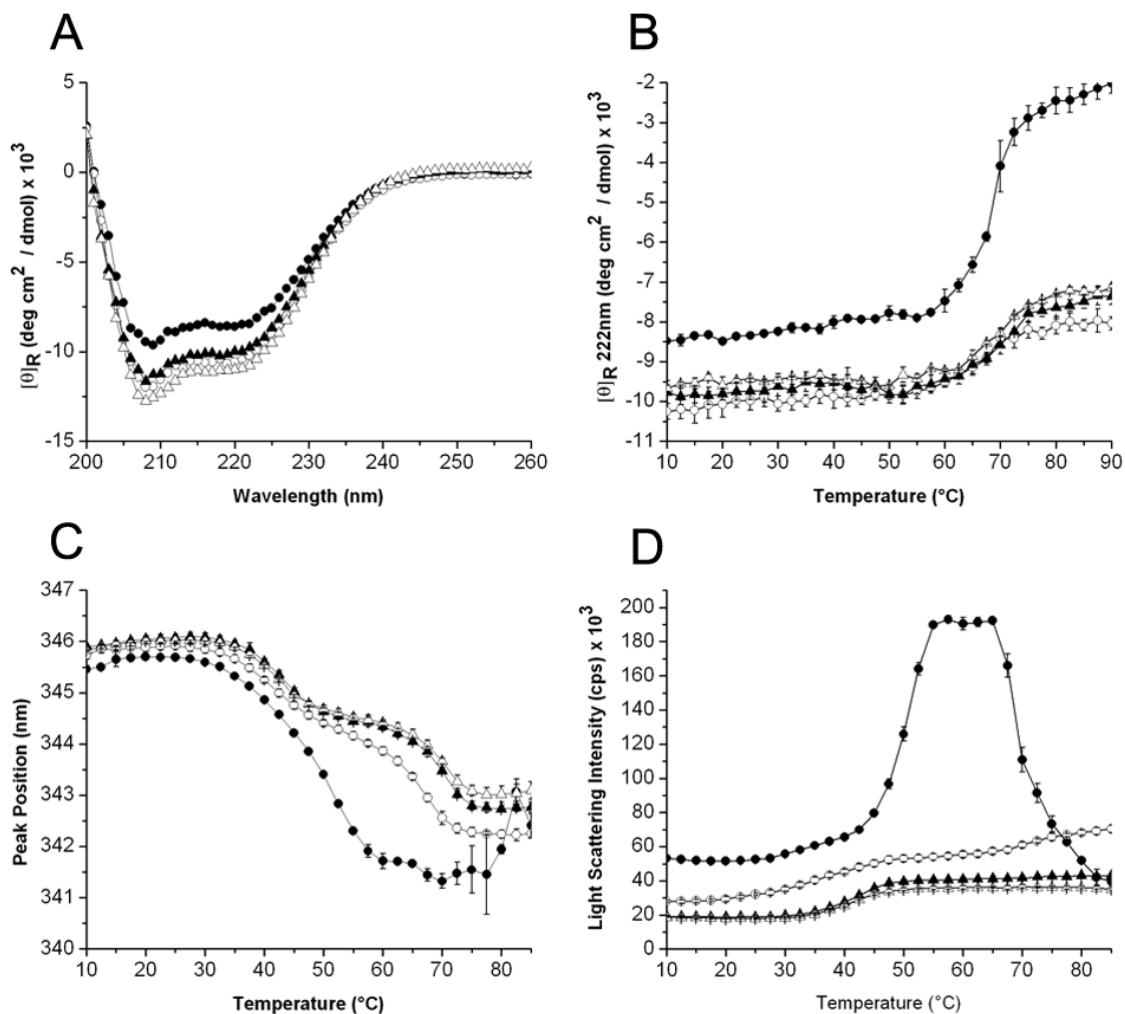 A
[θ]R (deg cm2 / dmol) x 103
5
0
-5
-10
-15
200 210 220 230 240 250 260
Wavelength (nm)
B
[θ]R 222nm (deg cm2 / dmol) x 103
-2
-3
-4
-5
-6
-7
-8
-9
-10
-11
10 20 30 40 50 60 70 80 90
Temperature (°C)
C
Peak Position (nm)
347
346
345
344
343
342
341
340
10 20 30 40 50 60 70 80
Temperature (°C)
D
Light Scattering Intensity (cps) x 103
200
180
160
140
120
100
80
60
40
20
0
10 20 30 40 50 60 70 80
Temperature (°C)